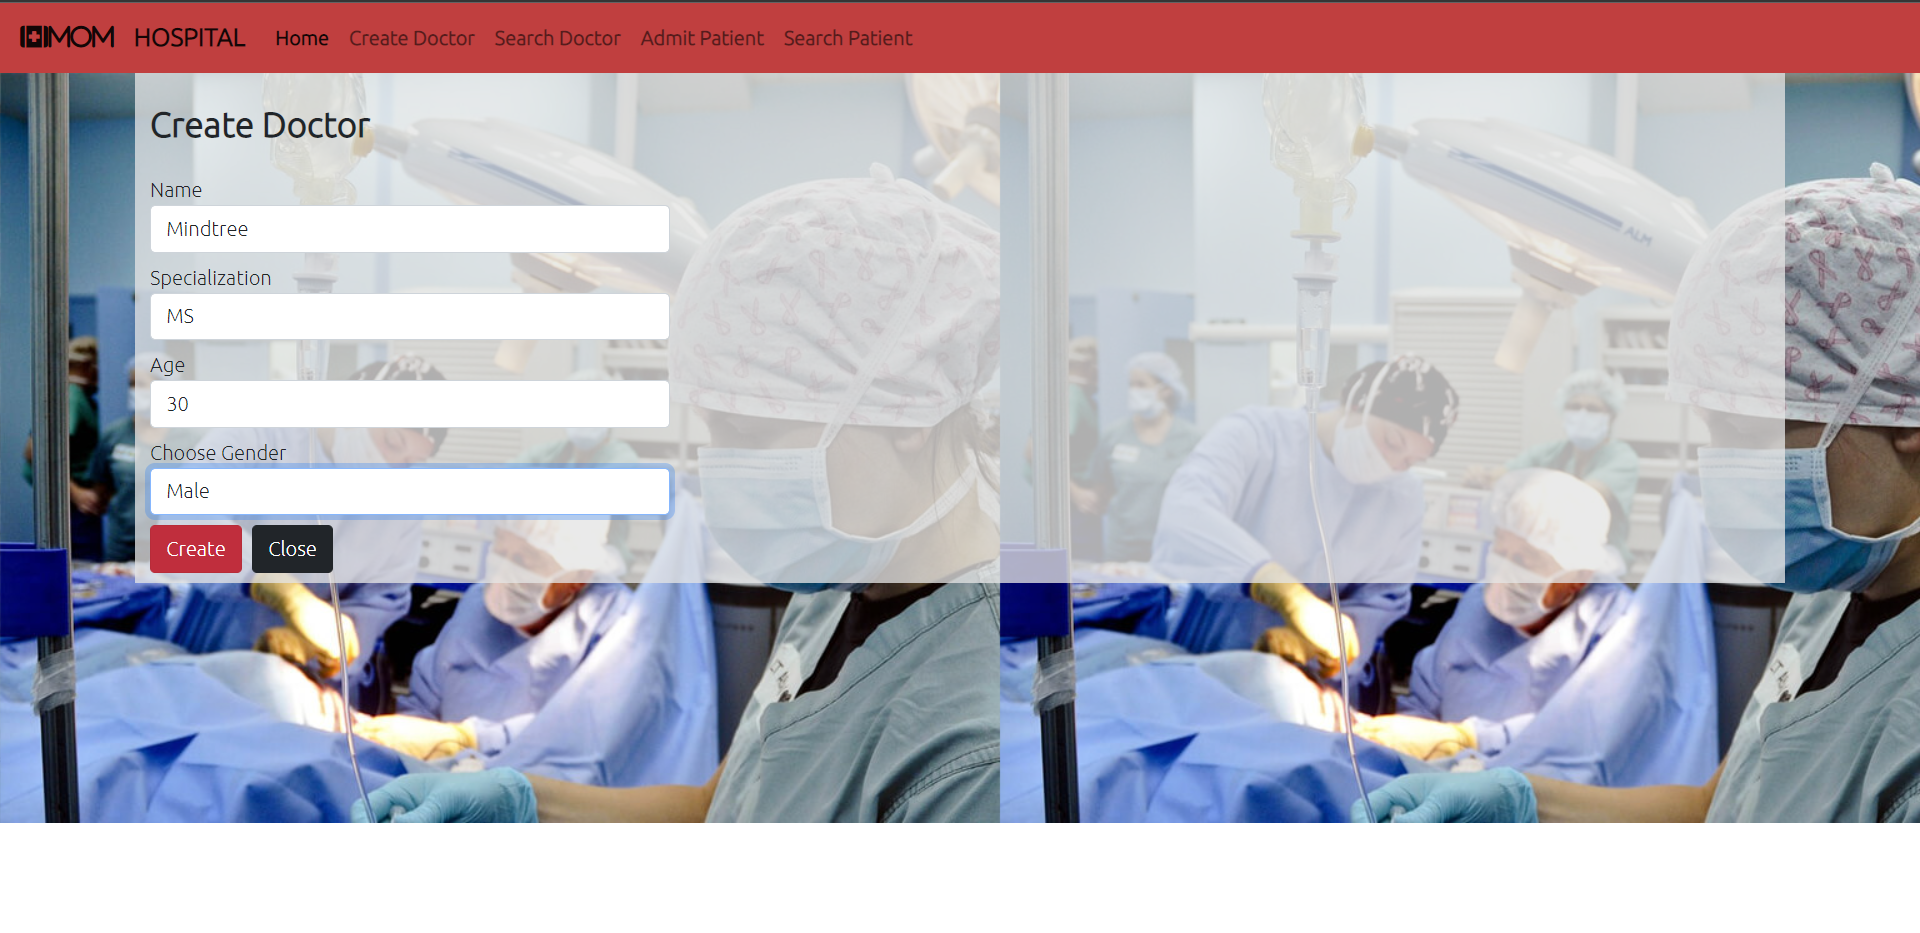 MOM HOSPITAL Home Create Doctor Search Doctor Admit Patient Search Patient
Create Doctor
Name
Mindtree
Specialization
MS
Age
30
Choose Gender
Male
Create Close
ALM